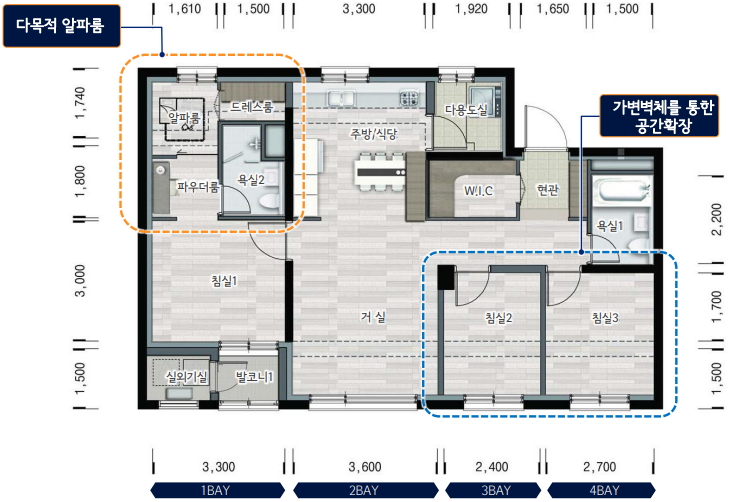 1,610 1,500 3,300 1,920 1,650 1,500
다목적 알파룸
1,740
1,800
3,000
1,500
알파룸
드레스룸
파우더룸
욕실2
주방/식당
다용도실
가변벽체를 통한
공간확장
W.I.C
현관
욕실1
침실1
거 실
침실2
침실3
실외기실
발코니1
2,200
1,700
1,500
3,300 3,600 2,400 2,700
1BAY 2BAY 3BAY 4BAY